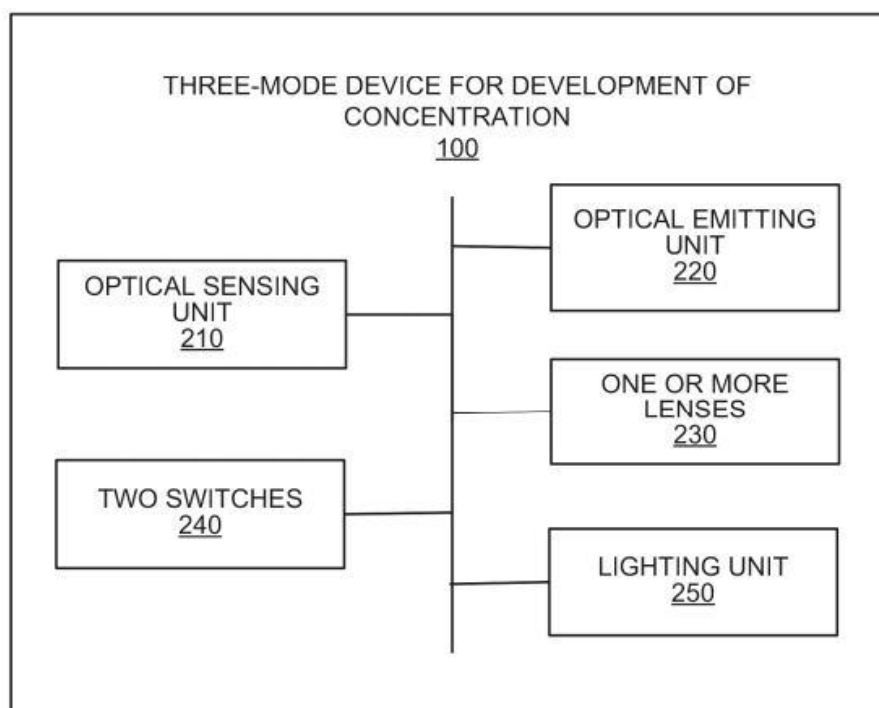 THREE-MODE DEVICE FOR DEVELOPMENT OF
CONCENTRATION
100
OPTICAL EMITTING
UNIT
220
OPTICAL SENSING
UNIT
210
ONE OR MORE
LENSES
230
TWO SWITCHES
240
LIGHTING UNIT
250